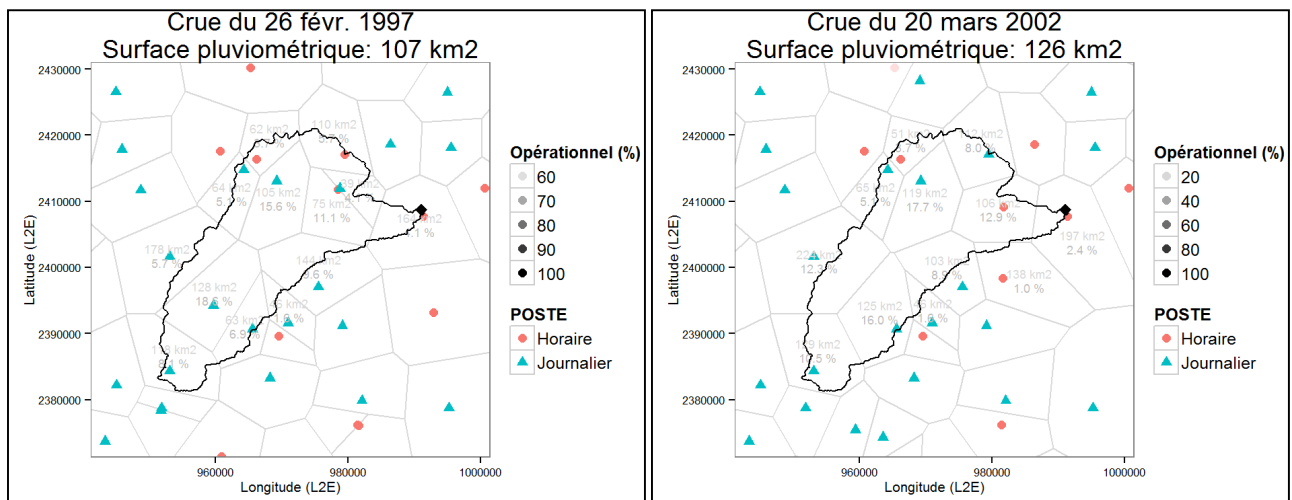 Crue du 26 févr. 1997
Surface pluviométrique: 107 km2
2430000
2420000
2410000
2400000
2390000
2380000
960000
980000
1000000
Latitude (L2E)
Longitude (L2E)
62 km2
110 km2
5.7 %
64 km2
105 km2
15.6 %
75 km2
11.1 %
178 km2
5.7 %
144 km2
9.6 %
128 km2
63 km2
6.9 %
Opérationnel (%)
60
70
80
90
100
POSTE
Horaire
Journalier
Crue du 20 mars 2002
Surface pluviométrique: 126 km2
2430000
2420000
2410000
2400000
2390000
2380000
960000
980000
1000000
Latitude (L2E)
Longitude (L2E)
51 km2
8.0 %
65 km2
119 km2
17.7 %
106 km2
12.9 %
197 km2
2.4 %
103 km2
138 km2
1.0 %
125 km2
16.0 %
Opérationnel (%)
20
40
60
80
100
POSTE
Horaire
Journalier